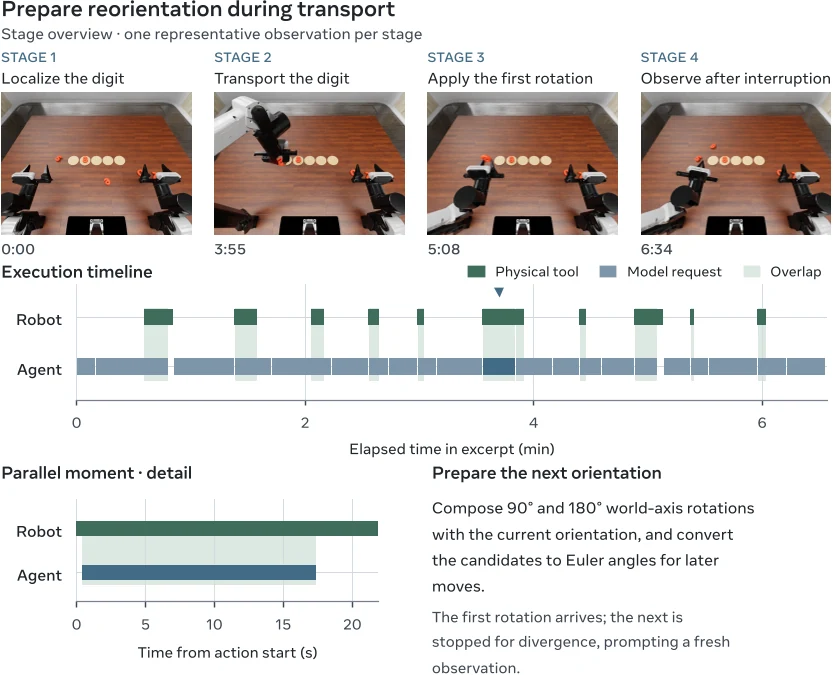 Prepare reorientation during transport
Stage overview · one representative observation per stage
STAGE 1
Localize the digit
0:00
STAGE 2
Transport the digit
3:55
STAGE 3
Apply the first rotation
5:08
STAGE 4
Observe after interruption
6:34
Execution timeline
Physical tool
Model request
Overlap
Robot
Agent
0 2 4 6
Elapsed time in excerpt (min)
Parallel moment · detail
Robot
Agent
0 5 10 15 20
Time from action start (s)
Prepare the next orientation
Compose 90° and 180° world-axis rotations
with the current orientation, and convert
the candidates to Euler angles for later
moves.
The first rotation arrives; the next is
stopped for divergence, prompting a fresh
observation.